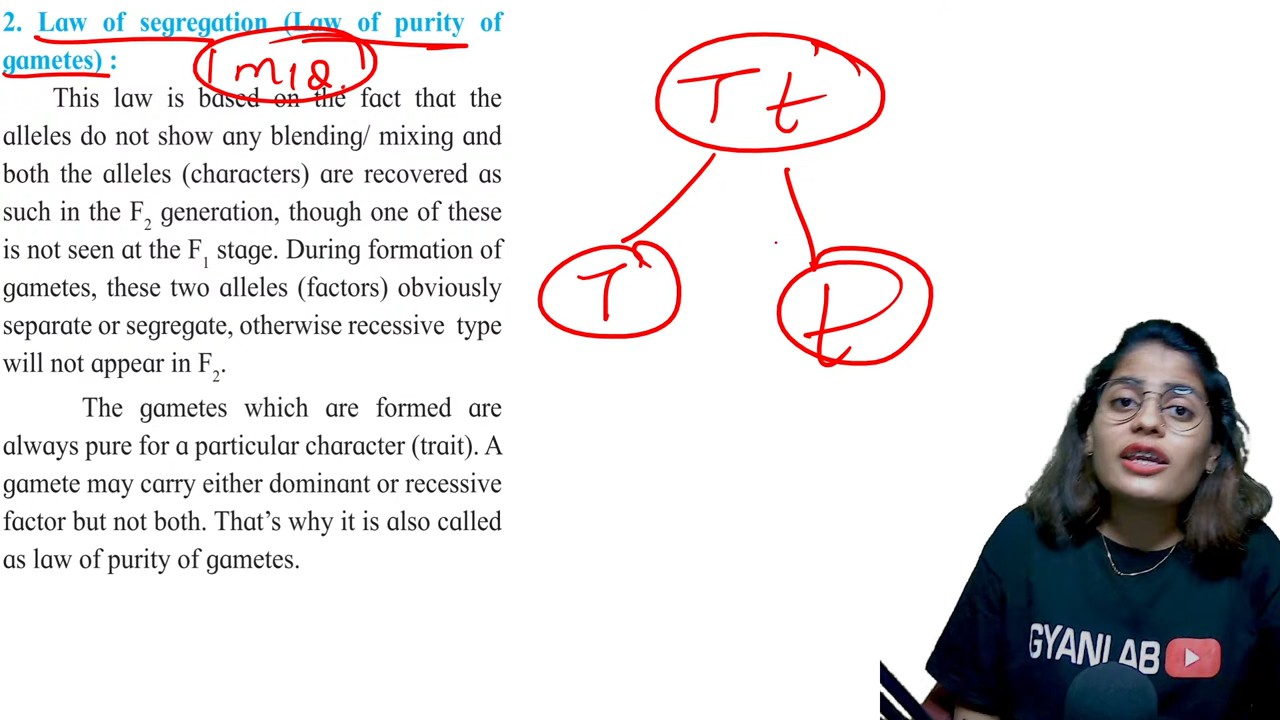 2. Law of segregation (Law of purity of
gametes) :
m1Q.
This law is based on the fact that the
alleles do not show any blending/ mixing and
both the alleles (characters) are recovered as
such in the F2 generation, though one of these
is not seen at the F1 stage. During formation of
gametes, these two alleles (factors) obviously
separate or segregate, otherwise recessive type
will not appear in F2.
The gametes which are formed are
always pure for a particular character (trait). A
gamete may carry either dominant or recessive
factor but not both. That's why it is also called
as law of purity of gametes.
T t
T
t
GYANLAB